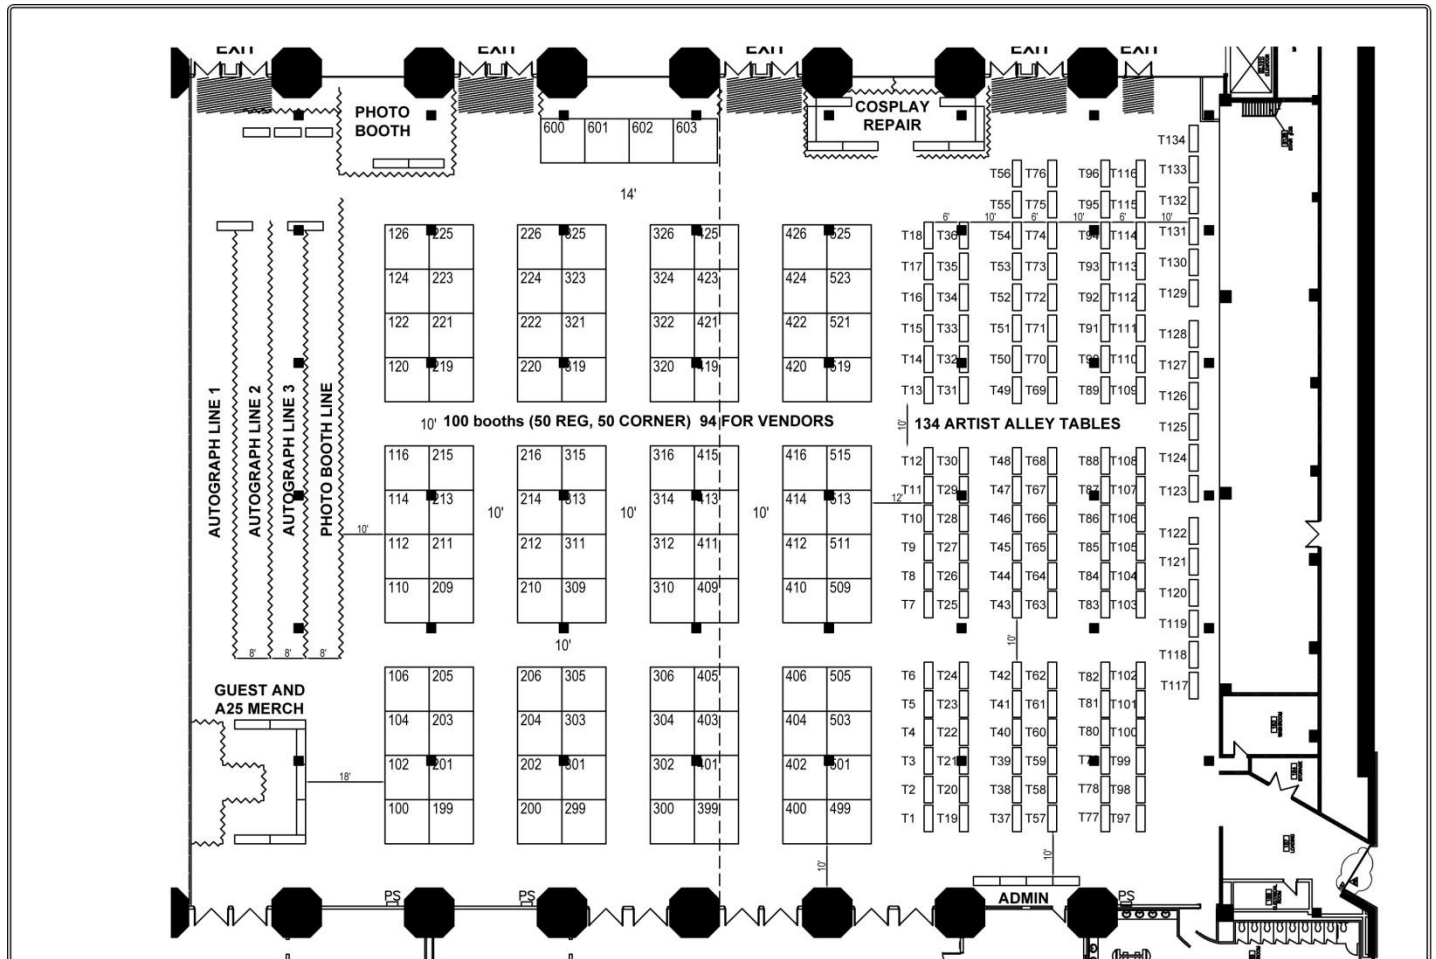 EXIT EXIT EXIT EXIT EXIT
PHOTO
BOOTH
COSPLAY
REPAIR
600 601 602 603
14'
T134
T56 T76 T96 T116 T133
T55 T75 T95 T115 T132
6' 10' 6' 10' 6' 10'
126 225 226 325 326 425 426 525 T18 T36 T54 T74 T94 T114 T131
124 223 224 323 324 423 424 523 T17 T35 T53 T73 T93 T113 T130
T16 T34 T52 T72 T92 T112 T129
122 221 222 321 322 421 422 521 T15 T33 T51 T71 T91 T111 T128
120 219 220 319 320 419 420 519 T14 T32 T50 T70 T90 T110 T127
T13 T31 T49 T69 T89 T109 T126
AUTOGRAPH LINE 1
AUTOGRAPH LINE 2
AUTOGRAPH LINE 3
PHOTO BOOTH LINE
10' 100 booths (50 REG, 50 CORNER) 94 FOR VENDORS 10' 134 ARTIST ALLEY TABLES T125
116 215 216 315 316 415 416 515 T12 T30 T48 T68 T88 T108 T124
114 213 214 313 314 413 414 513 T11 T29 T47 T67 T87 T107 T123
12'
10' 10' 10' T10 T28 T46 T66 T86 T106
10'
112 211 212 311 312 411 412 511 T9 T27 T45 T65 T85 T105 T122
110 209 210 309 310 409 410 509 T8 T26 T44 T64 T84 T104 T121
T7 T25 T43 T63 T83 T103 T120
T119
8' 8' 8' 10' 10' T118
106 205 206 305 306 405 406 505 T6 T24 T42 T62 T82 T102 T117
GUEST AND
A25 MERCH
104 203 204 303 304 403 404 503 T5 T23 T41 T61 T81 T101
T4 T22 T40 T60 T80 T100
102 201 202 301 302 401 402 501 T3 T21 T39 T59 T99
18'
T2 T20 T38 T58 T78 T98
100 199 200 299 300 399 400 499 T1 T19 T37 T57 T77 T97
10' 10'
PS PS ADMIN PS